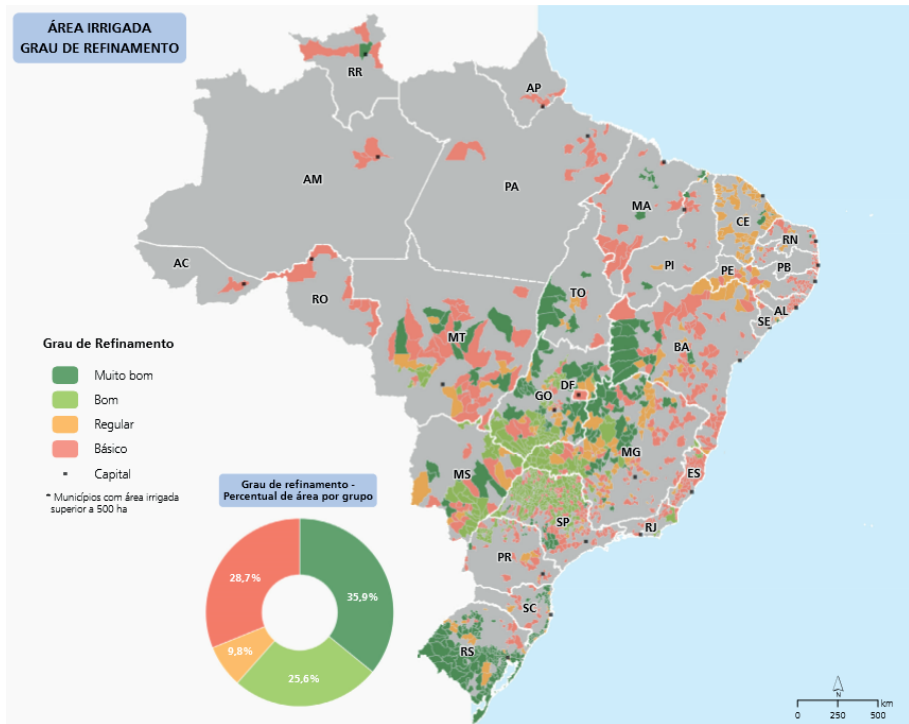 ÁREA IRRIGADA
GRAU DE REFINAMENTO
RR
AP
AM
PA
MA
CE
RN
PB
PI
PE
AC
RO
TO
AL
SE
BA
MT
GO
DF
MG
ES
MS
SP
RJ
PR
SC
RS
Grau de Refinamento
Muito bom
Bom
Regular
Básico
Capital
* Municípios com área irrigada
superior a 500 ha
Grau de refinamento -
Percentual de área por grupo
28,7%
35,9%
9,8%
25,6%
N
km
0 250 500